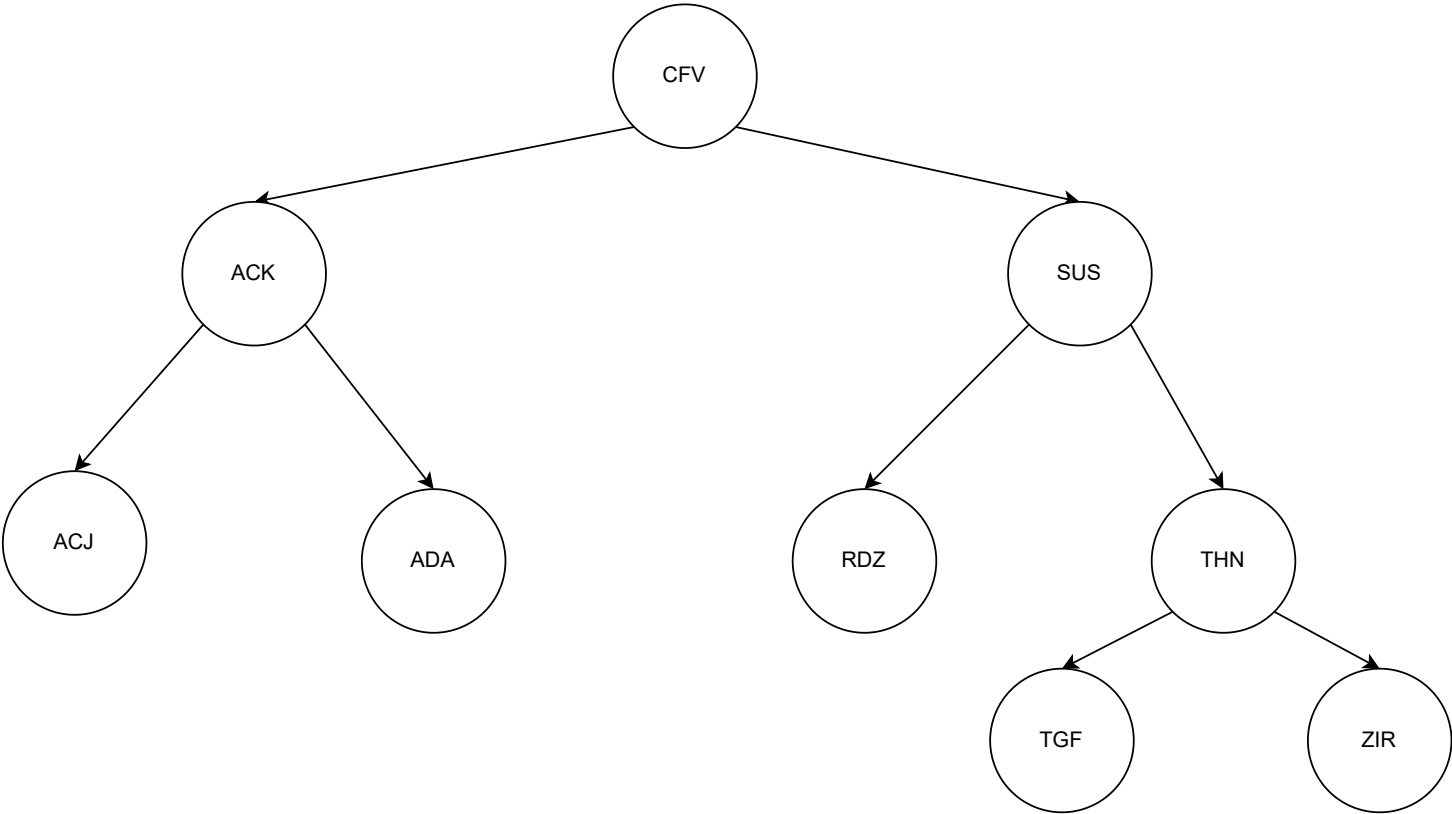 CFV
ACK
SUS
ACJ
ADA
RDZ
THN
TGF
ZIR